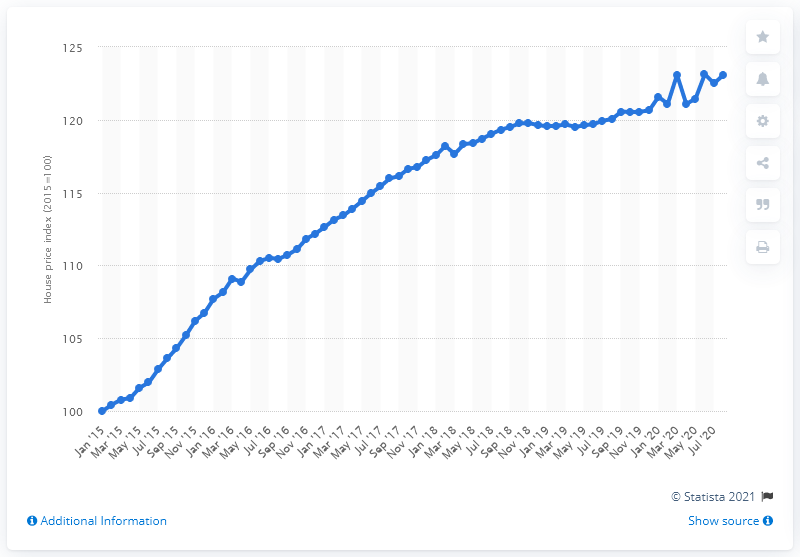 125
120
115
110
105
100
House price index (2015=100)
Jan '15
Mar '15
May '15
Jul '15
Sep '15
Nov '15
Jan '16
Mar '16
May '16
Jul '16
Sep '16
Nov '16
Jan '17
Mar '17
May '17
Jul '17
Sep '17
Nov '17
Jan '18
Mar '18
May '18
Jul '18
Sep '18
Nov '18
Jan '19
Mar '19
May '19
Jul '19
Sep '19
Nov '19
Jan '20
Mar '20
May '20
Jul '20
© Statista 2021
Additional Information
Show source